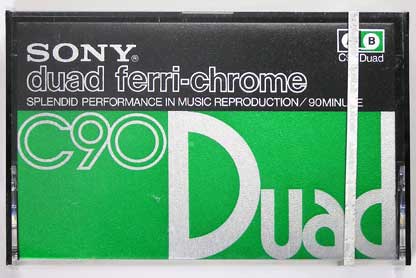 SONY®
A B
C90 Duad
duad ferri-chrome
SPLENDID PERFORMANCE IN MUSIC REPRODUCTION/90MINUTE
C90
Duad